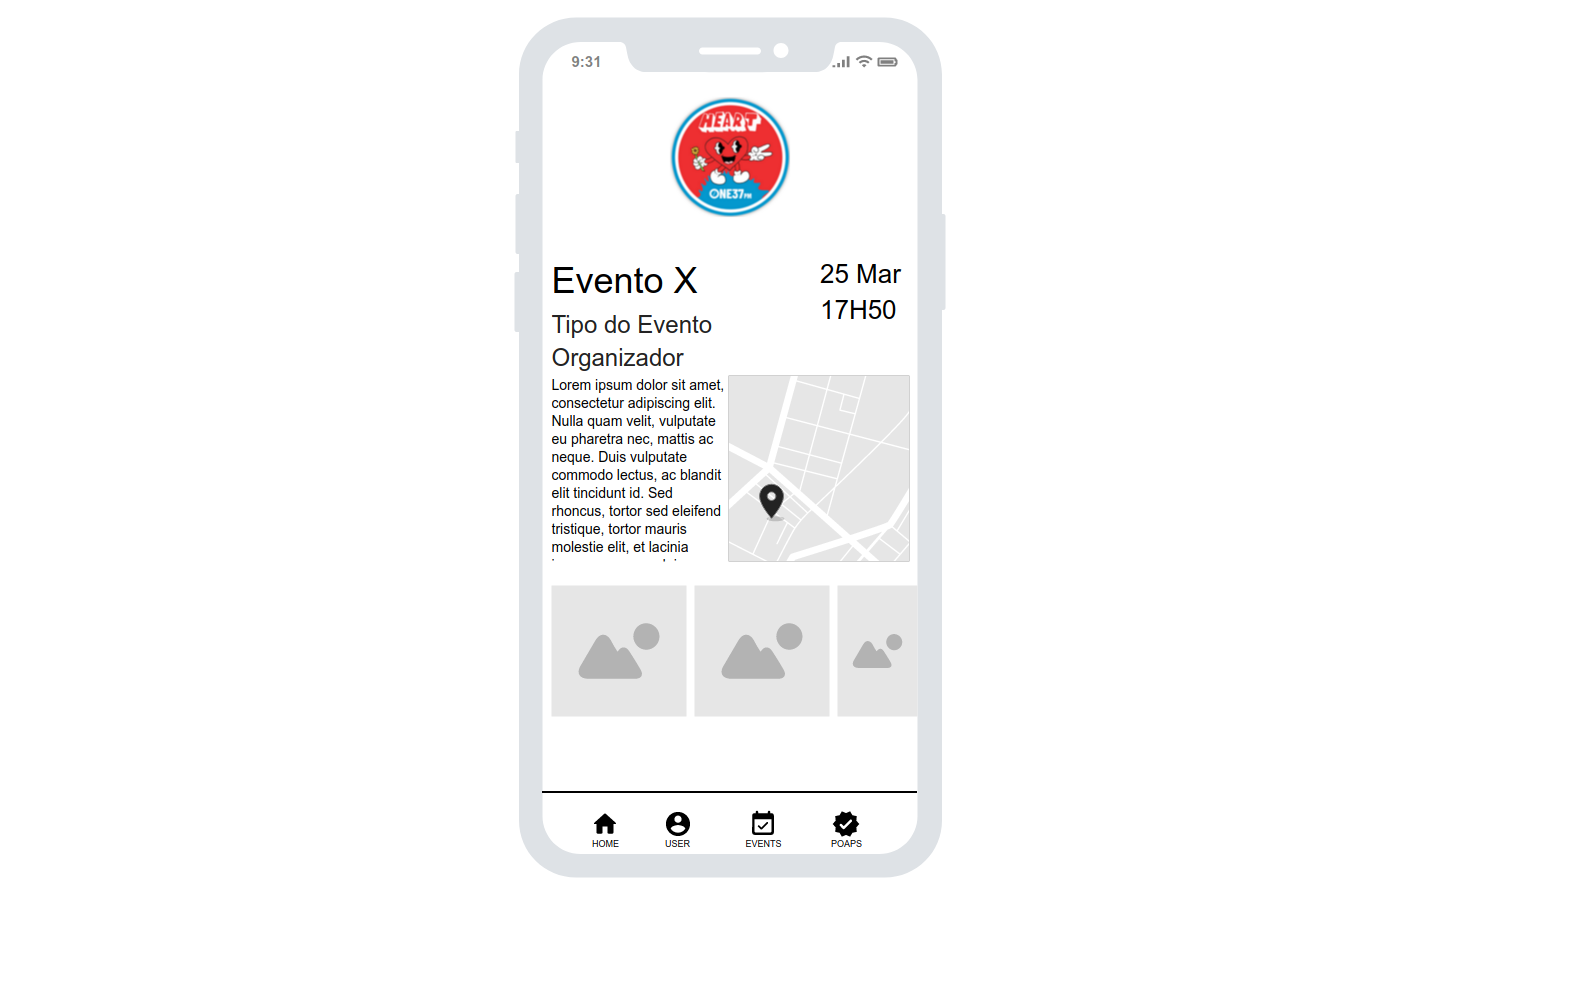 9:31
HEART
ONE37PM
Evento X
25 Mar
17H50
Tipo do Evento
Organizador
Lorem ipsum dolor sit amet,
consectetur adipiscing elit.
Nulla quam velit, vulputate
eu pharetra nec, mattis ac
neque. Duis vulputate
commodo lectus, ac blandit
elit tincidunt id. Sed
rhoncus, tortor sed eleifend
tristique, tortor mauris
molestie elit, et lacinia
HOME
USER
EVENTS
POAPS